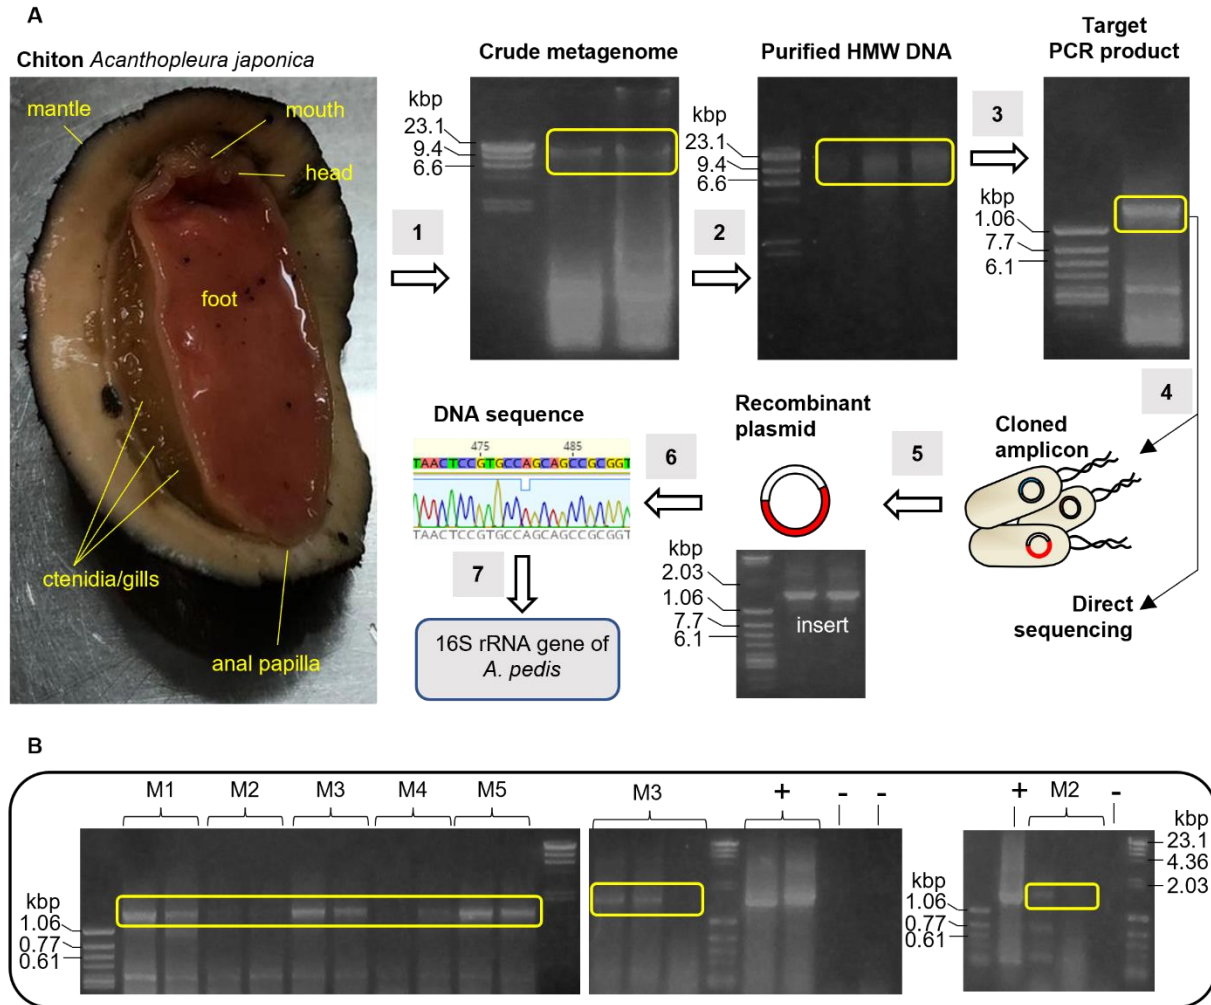 A
Chiton Acanthopleura japonica
mantle
mouth
head
foot
ctenidia/gills
anal papilla
1
Crude metagenome
kbp
23.1
9.4
6.6
2
Purified HMW DNA
kbp
23.1
9.4
6.6
3
Target
PCR product
kbp
1.06
7.7
6.1
4
Cloned
amplicon
Direct
sequencing
5
Recombinant
plasmid
kbp
2.03
1.06
7.7
6.1
insert
6
DNA sequence
475 485
TAACTCCGTGCCAGCAGCCGCGGT
TAACTCCGTGCCAGCAGCCGCGGT
7
16S rRNA gene of
A. pedis
B
M1 M2 M3 M4 M5
kbp
1.06
0.77
0.61
M3 + - -
+ M2 -
kbp
1.06
0.77
0.61
kbp
23.1
4.36
2.03